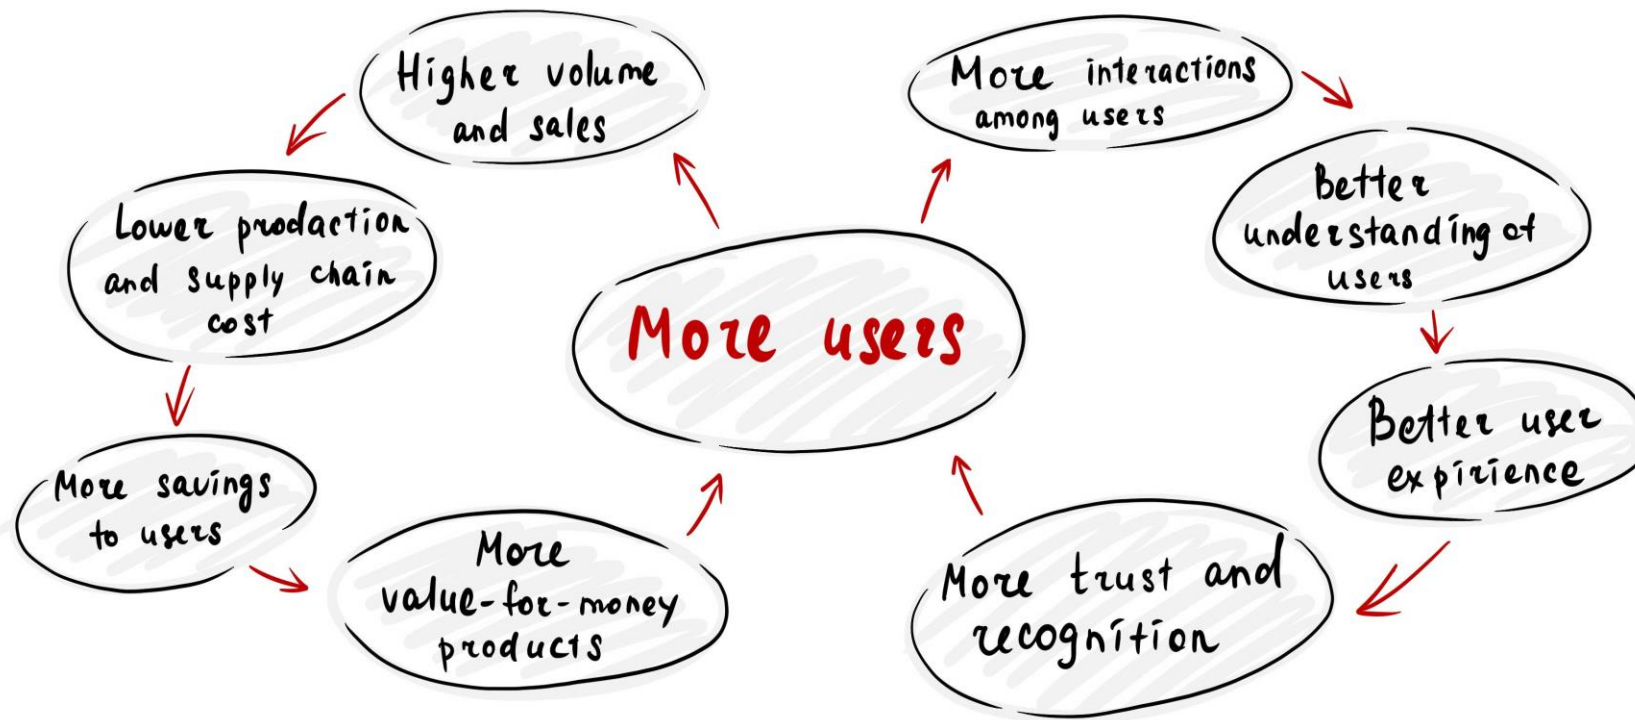 Higher volume
and sales
More interactions
among users
Lower prodaction
and supply chain
cost
Better
understanding of
users
More users
Better user
expirience
More savings
to users
More
value-for-money
products
More trust and
recognition